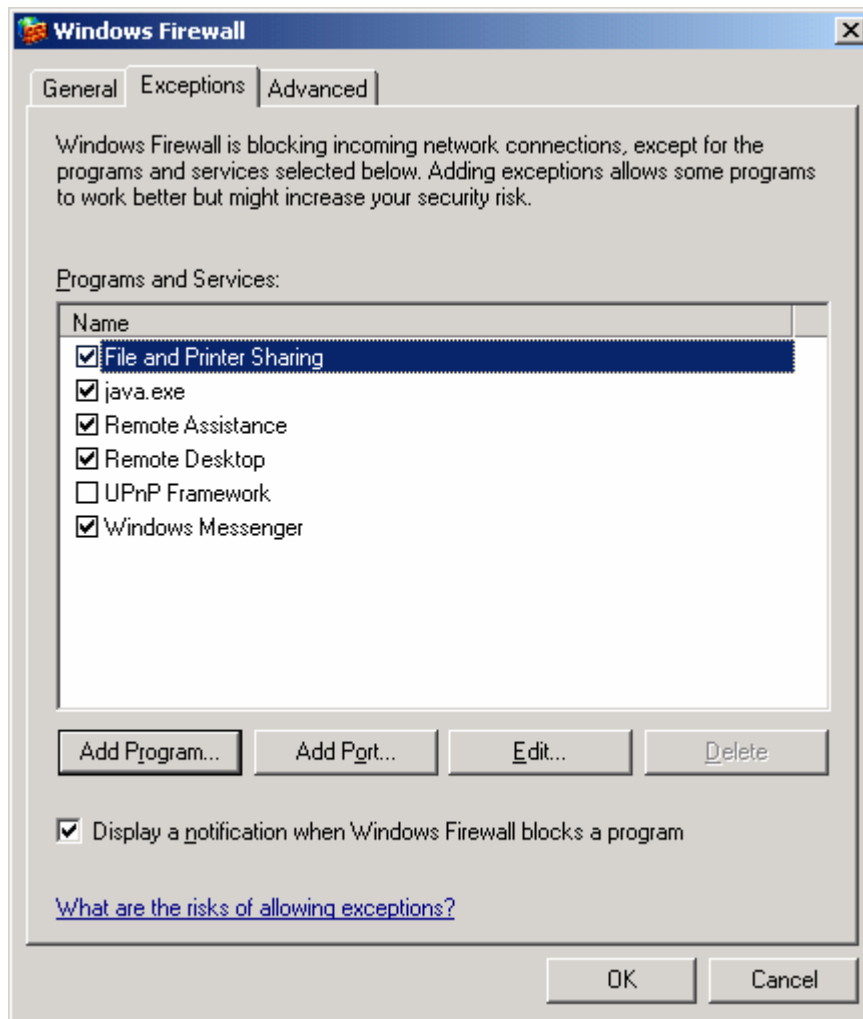 Windows Firewall
General
Exceptions
Advanced
Windows Firewall is blocking incoming network connections, except for the
programs and services selected below. Adding exceptions allows some programs
to work better but might increase your security risk.
Programs and Services:
Name
File and Printer Sharing
java.exe
Remote Assistance
Remote Desktop
UPnP Framework
Windows Messenger
Add Program...
Add Port...
Edit...
Delete
Display a notification when Windows Firewall blocks a program
What are the risks of allowing exceptions?
OK
Cancel